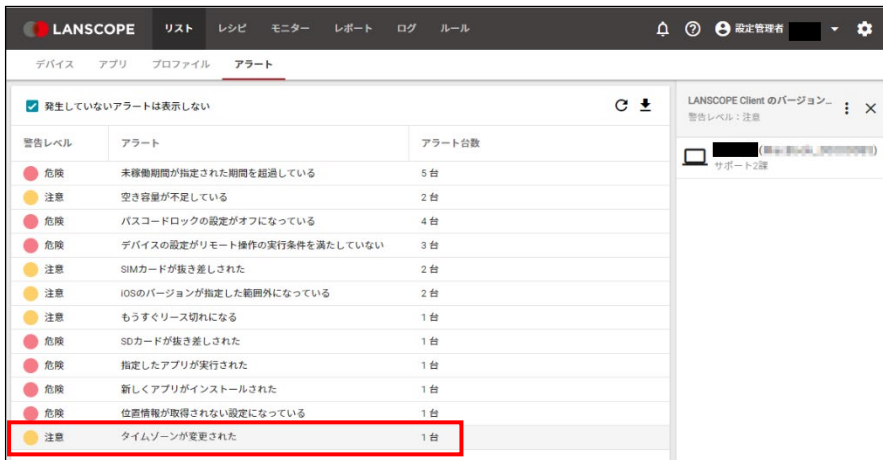 LANSCOPE リスト レシピ モニター レポート ログ ルール 設定管理者
デバイス アプリ プロファイル アラート
発生していないアラートは表示しない
警告レベル アラート アラート台数
危険 未稼働期間が指定された期間を超過している 5台
注意 空き容量が不足している 2台
危険 パスコードロックの設定がオフになっている 4台
危険 デバイスの設定がリモート操作の実行条件を満たしていない 3台
注意 SIMカードが抜き差しされた 2台
注意 iOSのバージョンが指定した範囲外になっている 2台
注意 もうすぐリース切れになる 1台
危険 SDカードが抜き差しされた 1台
危険 指定したアプリが実行された 1台
危険 新しくアプリがインストールされた 1台
危険 位置情報が取得されない設定になっている 1台
注意 タイムゾーンが変更された 1台
LANSCOPE Client のバージョン...
警告レベル：注意
サポート2課